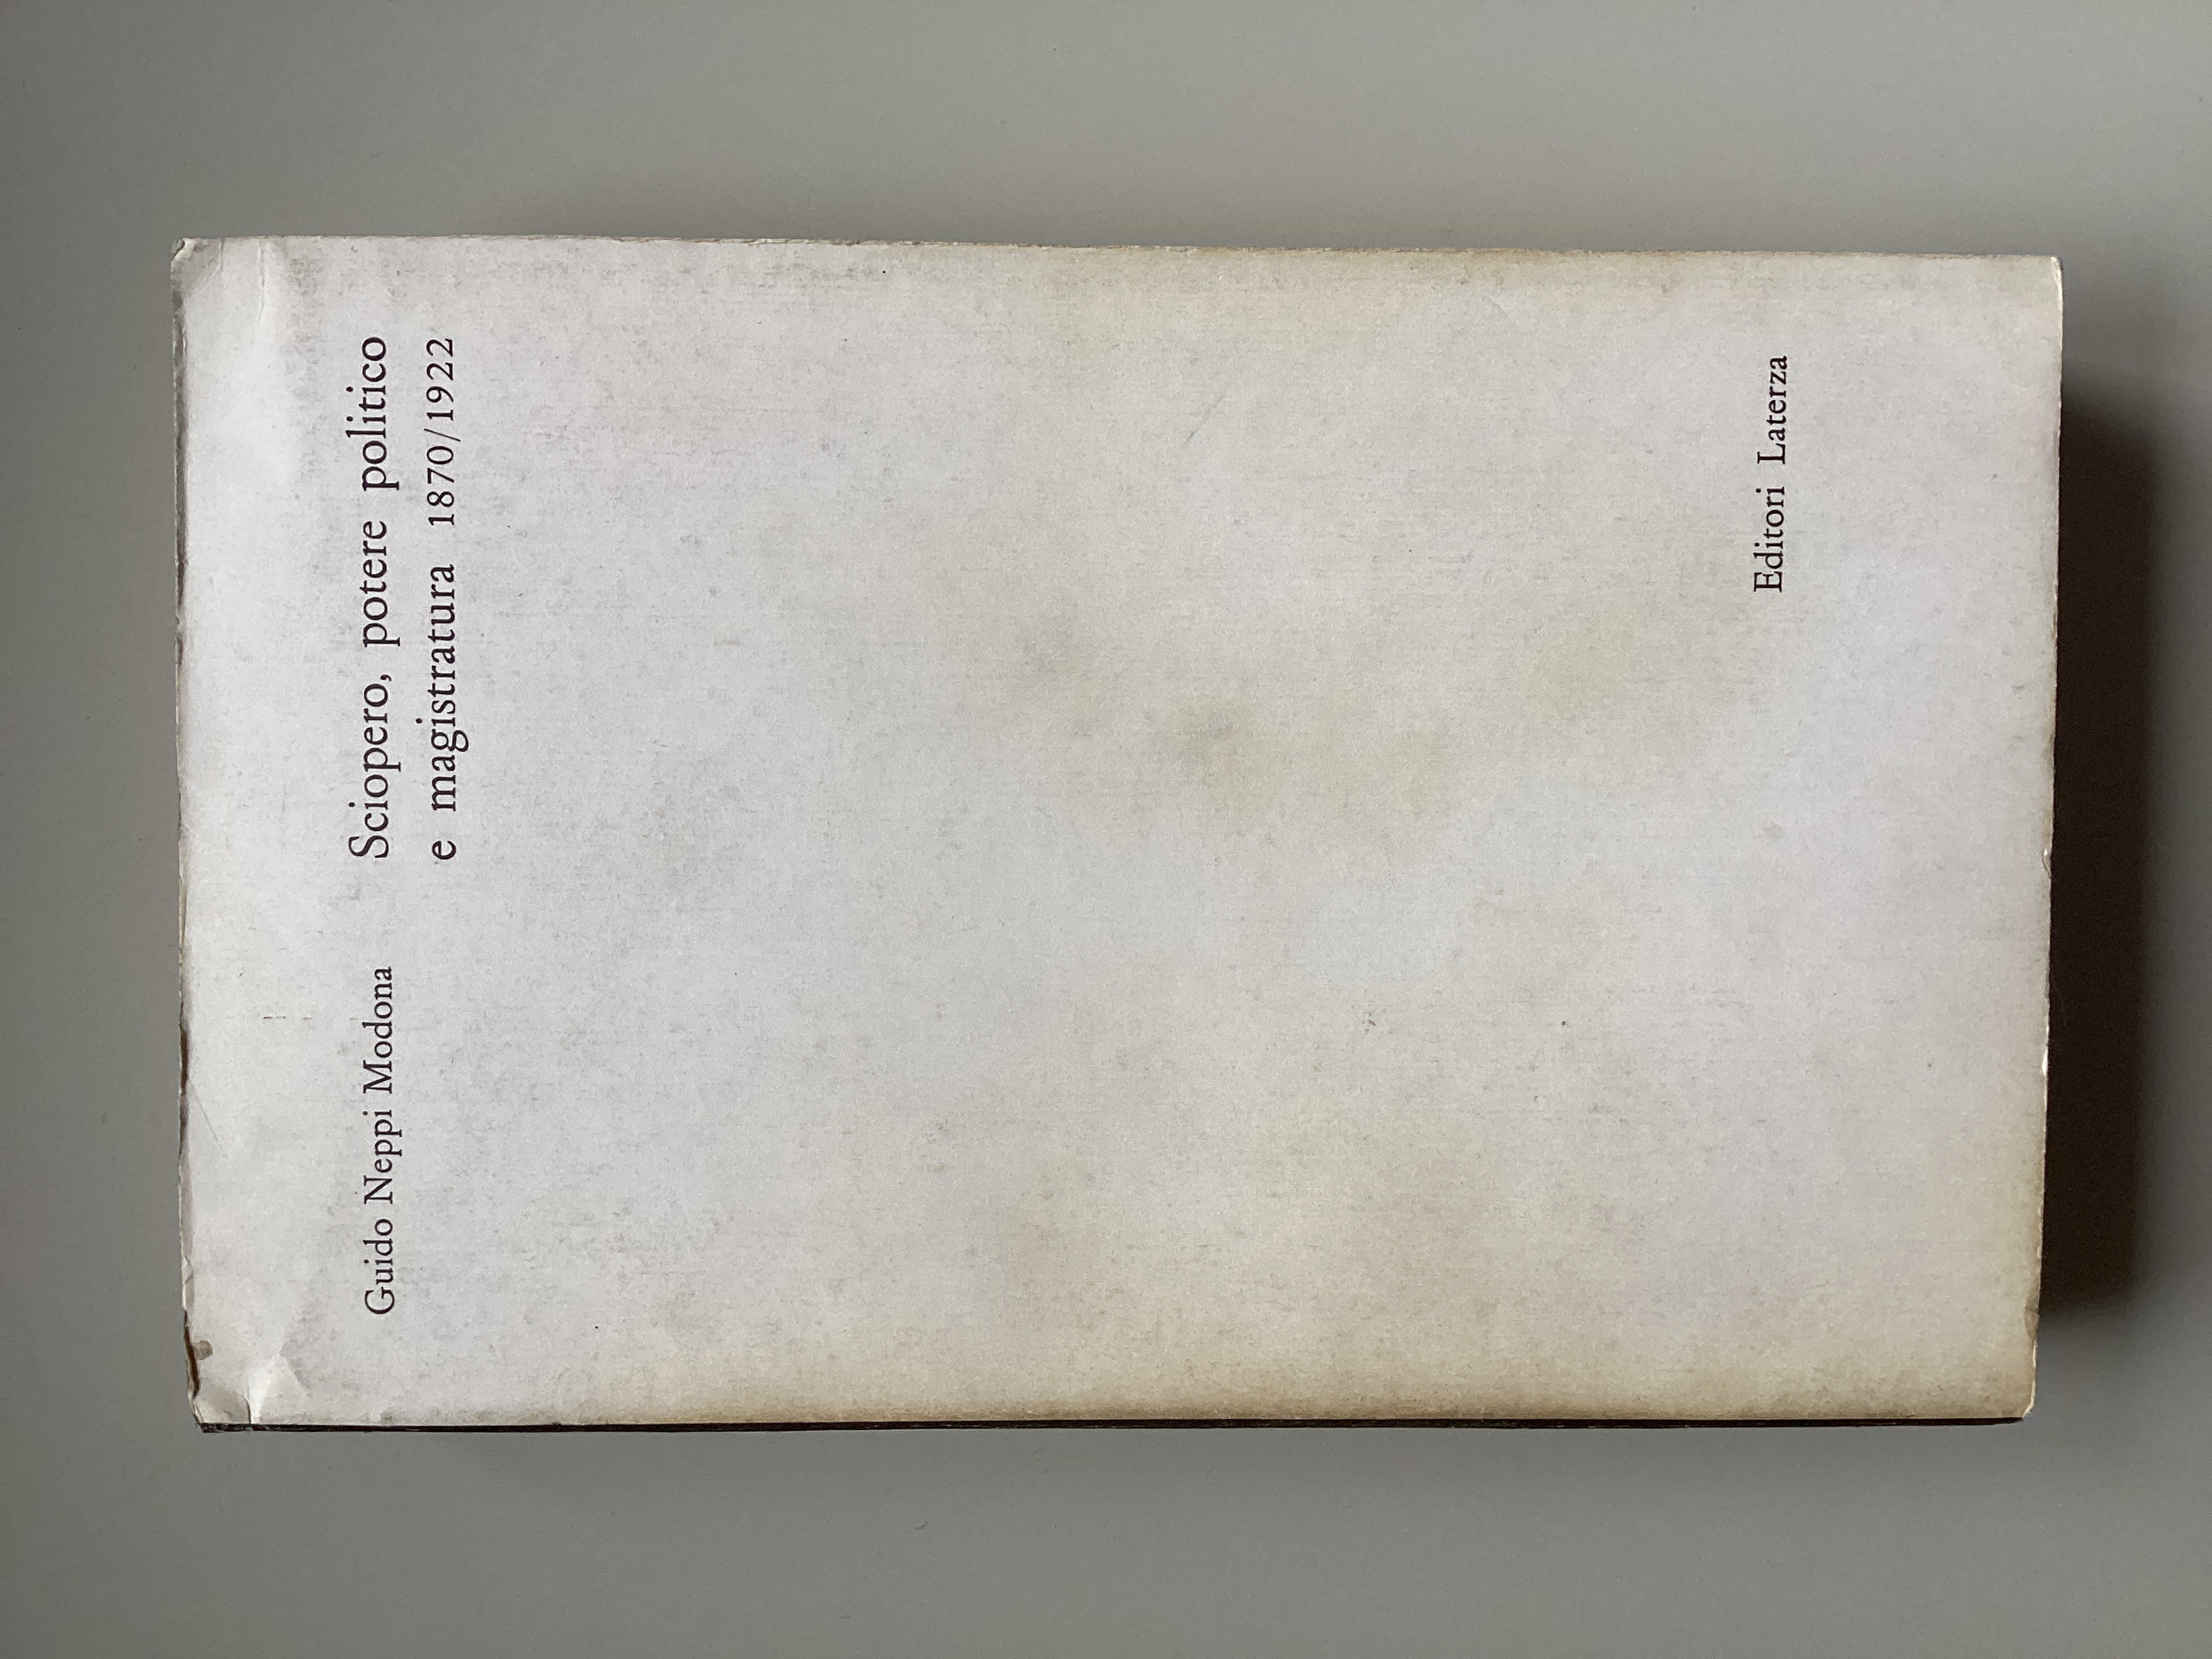 Guido Neppi Modona
Sciopero, potere politico
e magistratura 1870/1922
Editori Laterza